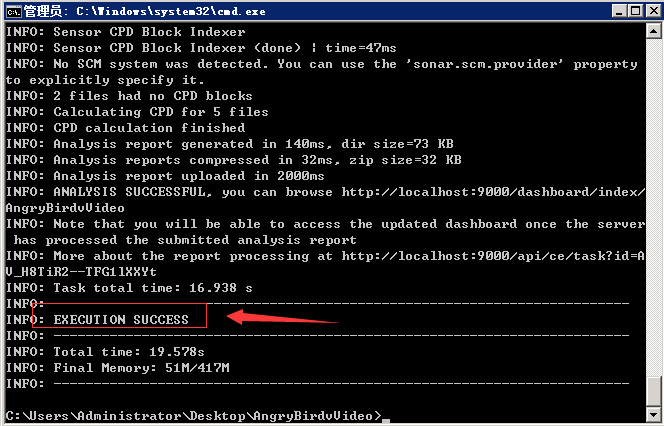 管理员: C:\Windows\system32\cmd.exe
INFO: Sensor CPD Block Indexer
INFO: Sensor CPD Block Indexer (done) | time=47ms
INFO: No SCM system was detected. You can use the 'sonar.scm.provider' property
to explicitly specify it.
INFO: 2 files had no CPD blocks
INFO: Calculating CPD for 5 files
INFO: CPD calculation finished
INFO: Analysis report generated in 140ms, dir size=73 KB
INFO: Analysis reports compressed in 32ms, zip size=32 KB
INFO: Analysis report uploaded in 2000ms
INFO: ANALYSIS SUCCESSFUL, you can browse http://localhost:9000/dashboard/index/
AngryBirdvVideo
INFO: Note that you will be able to access the updated dashboard once the server
 has processed the submitted analysis report
INFO: More about the report processing at http://localhost:9000/api/ce/task?id=A
V_H8TiR2--TFG1lXXYt
INFO: Task total time: 16.938 s
INFO: ------------------------------------------------------------------------
INFO: EXECUTION SUCCESS
INFO: ------------------------------------------------------------------------
INFO: Total time: 19.578s
INFO: Final Memory: 51M/417M
INFO: ------------------------------------------------------------------------
C:\Users\Administrator\Desktop\AngryBirdvVideo>_